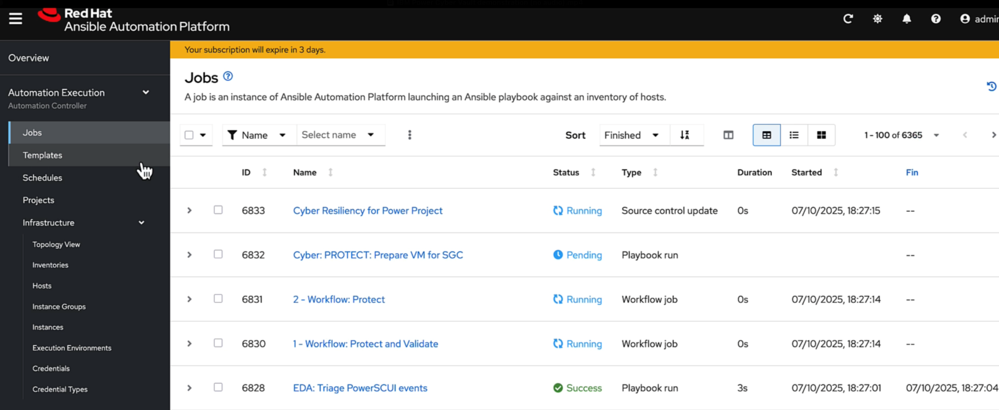 Red Hat
Ansible Automation Platform
admin
Overview
Automation Execution
Automation Controller
Jobs
Templates
Schedules
Projects
Infrastructure
Topology View
Inventories
Hosts
Instance Groups
Instances
Execution Environments
Credentials
Credential Types
Your subscription will expire in 3 days.
Jobs
A job is an instance of Ansible Automation Platform launching an Ansible playbook against an inventory of hosts.
Name Select name Sort Finished 1 - 100 of 6365
ID Name Status Type Duration Started Fin
6833 Cyber Resiliency for Power Project Running Source control update 0s 07/10/2025, 18:27:15 --
6832 Cyber: PROTECT: Prepare VM for SGC Pending Playbook run --
6831 2 - Workflow: Protect Running Workflow job 0s 07/10/2025, 18:27:14 --
6830 1 - Workflow: Protect and Validate Running Workflow job 0s 07/10/2025, 18:27:14 --
6828 EDA: Triage PowerSCUI events Success Playbook run 3s 07/10/2025, 18:27:01 07/10/2025, 18:27:04